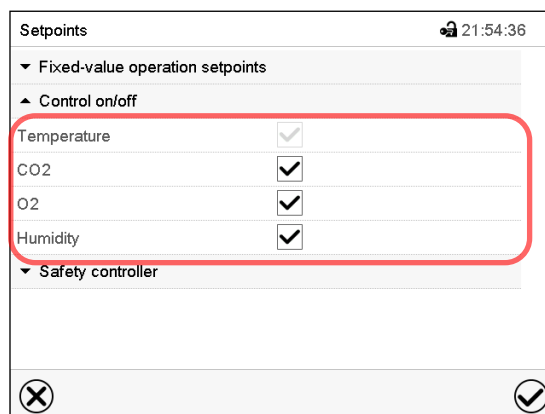 Setpoints 21:54:36
Fixed-value operation setpoints
Control on/off
Temperature
CO2
O2
Humidity
Safety controller